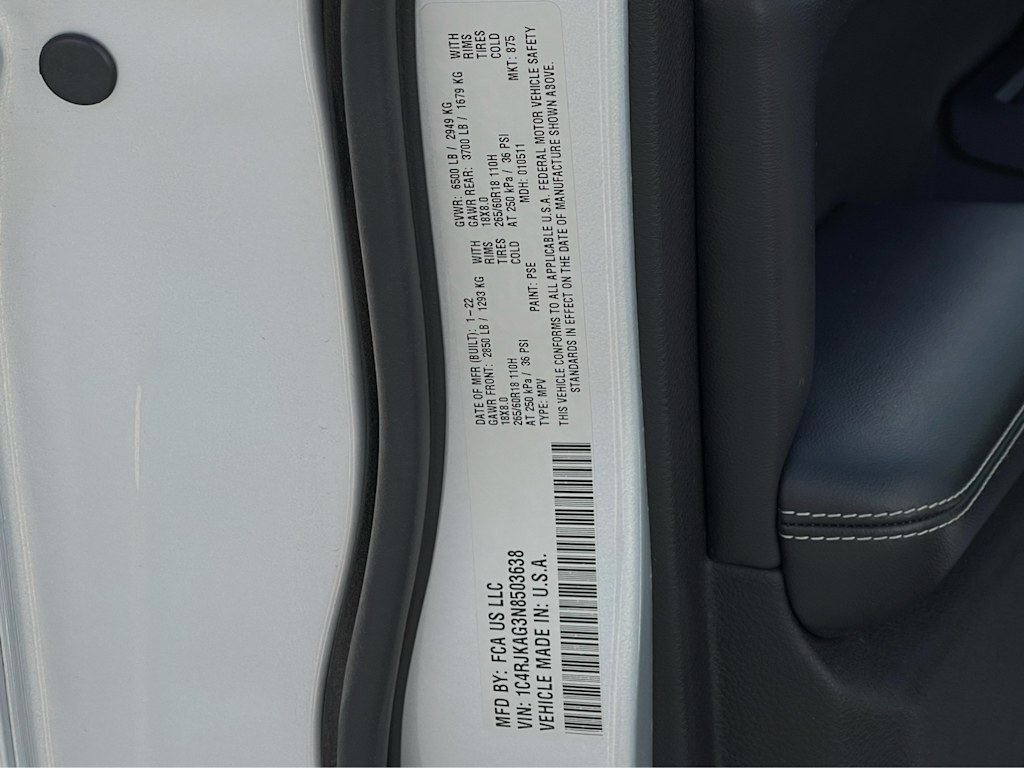 MFD BY: FCA US LLC
VIN: 1C4RJKAG3N8503638
VEHICLE MADE IN: U.S.A.
DATE OF MFR (BUILT): 1-22
GAWR FRONT: 2850 LB / 1293 KG WITH
18X8.0 RIMS
265/60R18 110H TIRES
AT 250 kPa / 36 PSI COLD
TYPE: MPV PAINT: PSE
GVWR: 6500 LB / 2949 KG
GAWR REAR: 3700 LB / 1679 KG WITH
18X8.0 RIMS
265/60R18 110H TIRES
AT 250 kPa / 36 PSI COLD
MDH: 010511 MKT: 875
THIS VEHICLE CONFORMS TO ALL APPLICABLE U.S.A. FEDERAL MOTOR VEHICLE SAFETY
STANDARDS IN EFFECT ON THE DATE OF MANUFACTURE SHOWN ABOVE.